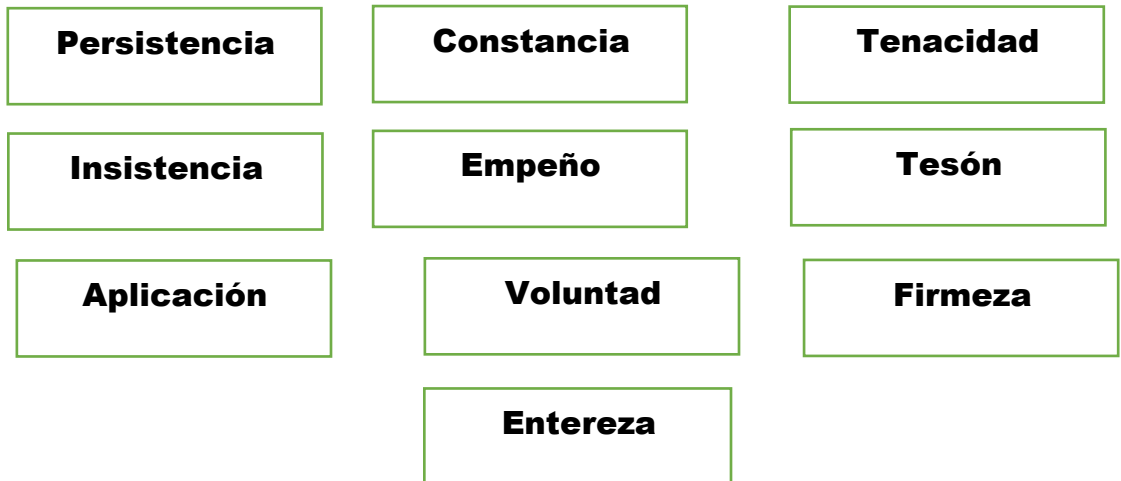 Persistencia
Constancia
Tenacidad
Insistencia
Empeño
Tesón
Aplicación
Voluntad
Firmeza
Entereza